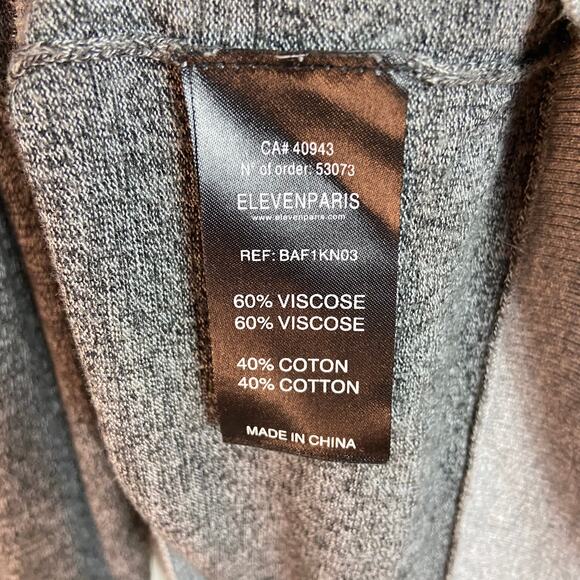 CA# 40943
N° of order: 53073
ELEVENPARIS
www.elevenparis.com
REF: BAF1KN03
60% VISCOSE
60% VISCOSE
40% COTON
40% COTTON
MADE IN CHINA